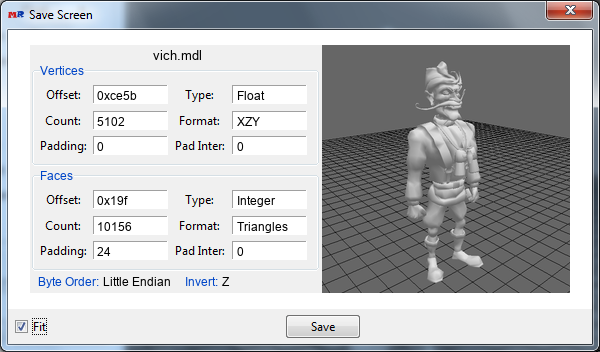 MR Save Screen
vich.mdl
Vertices
Offset: 0xce5b Type: Float
Count: 5102 Format: XZY
Padding: 0 Pad Inter: 0
Faces
Offset: 0x19f Type: Integer
Count: 10156 Format: Triangles
Padding: 24 Pad Inter: 0
Byte Order: Little Endian Invert: Z
Fit Save